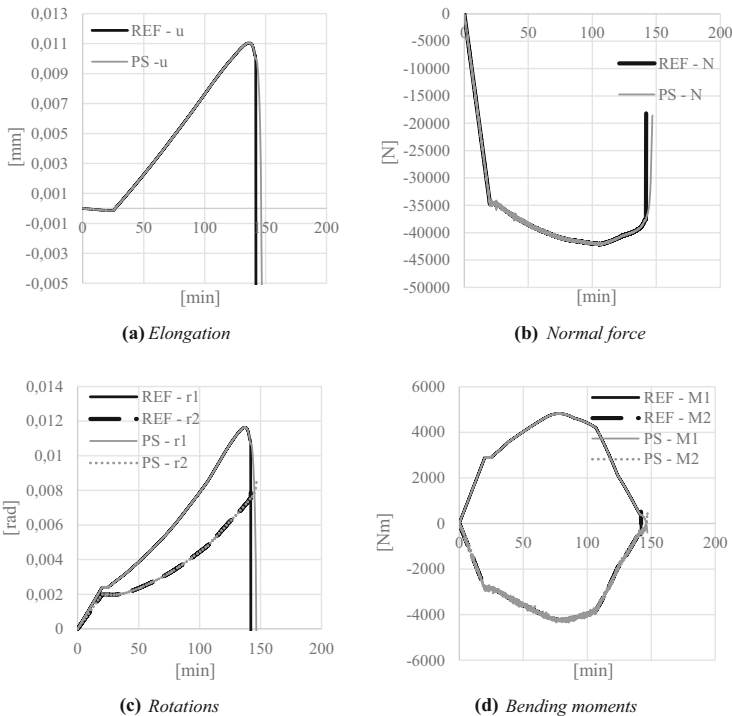 0,013
0,011
0,009
0,007
0,005
0,003
0,001
-0,001
-0,003
-0,005
[mm]
REF - u
PS -u
0 50 100 150 200
[min]
(a) Elongation
0
-5000
-10000
-15000
-20000
-25000
-30000
-35000
-40000
-45000
-50000
[N]
0 50 100 150 200
REF - N
PS - N
[min]
(b) Normal force
0,014
0,012
0,01
0,008
0,006
0,004
0,002
0
[rad]
REF - r1
REF - r2
PS - r1
PS - r2
0 50 100 150 200
[min]
(c) Rotations
6000
4000
2000
0
-2000
-4000
-6000
[Nm]
REF - M1
REF - M2
PS - M1
PS - M2
0 50 100 150 200
[min]
(d) Bending moments